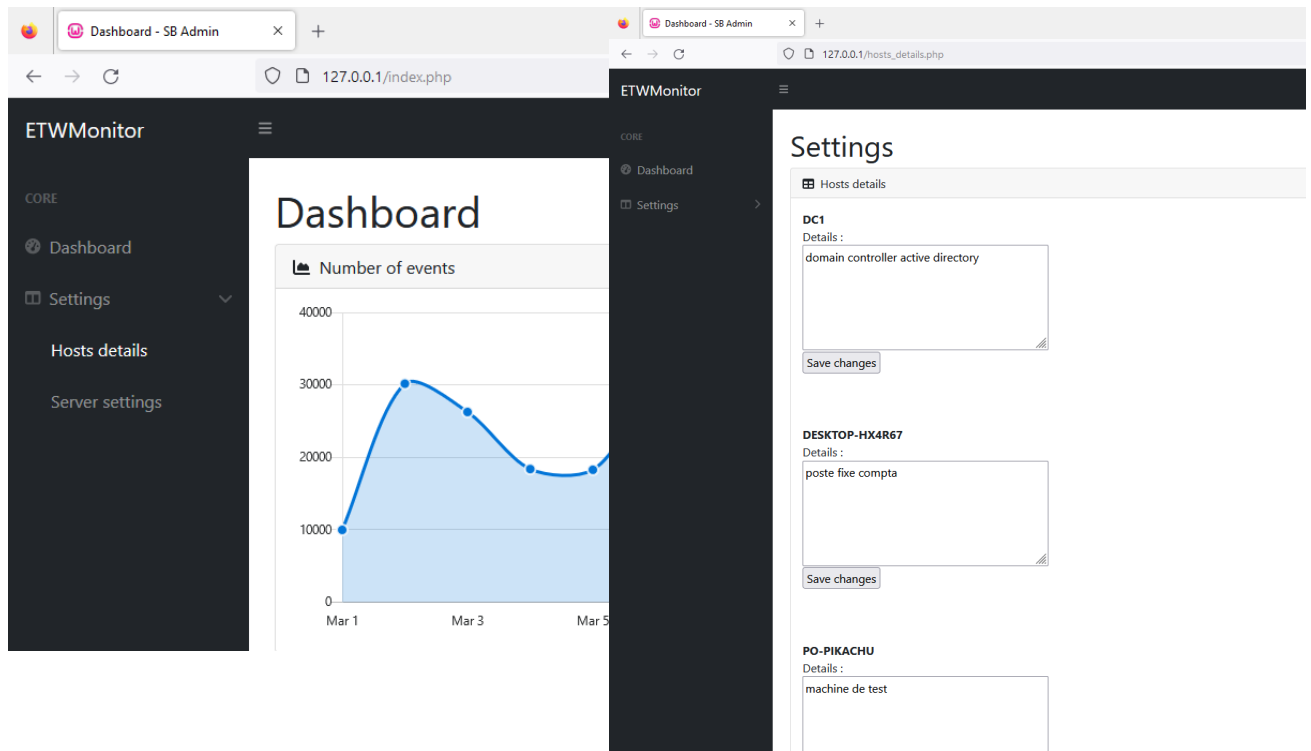 Dashboard - SB Admin
127.0.0.1/index.php
ETWMonitor
CORE
Dashboard
Settings
Hosts details
Server settings
Dashboard
Number of events
40000
30000
20000
10000
0
Mar 1
Mar 3
Mar 5
Dashboard - SB Admin
127.0.0.1/hosts_details.php
ETWMonitor
CORE
Dashboard
Settings
Settings
Hosts details
DC1
Details :
domain controller active directory
Save changes
DESKTOP-HX4R67
Details :
poste fixe compta
Save changes
PO-PIKACHU
Details :
machine de test